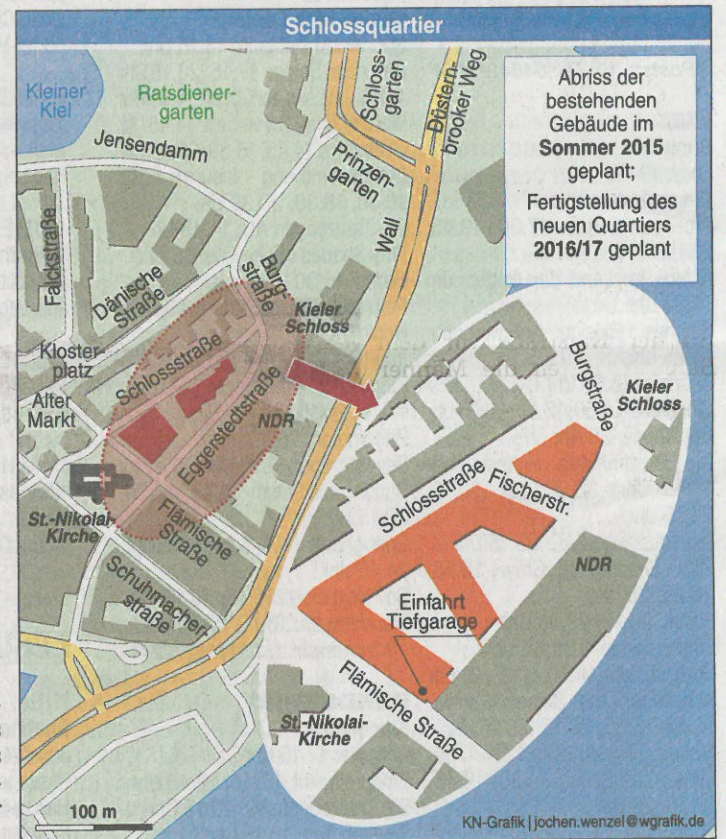 Schlossquartier
Kleiner
Kiel
Ratsdiener-
garten
Schloss-
garten
Düstern-
brooker Weg
Abriss der
bestehenden
Gebäude im
Sommer 2015
geplant;
Fertigstellung des
neuen Quartiers
2016/17 geplant
Jensendamm
Prinzen-
garten
Wall
Falckstraße
Dänische
Straße
Burg-
straße
Kieler
Schloss
Kloster-
platz
Schlossstraße
Alter
Markt
Eggerstedtstraße
NDR
St.-Nikolai-
Kirche
Flämische
Straße
Schuhmacher-
straße
100 m
Burgstraße
Kieler
Schloss
Schlossstraße
Fischerstr.
NDR
Einfahrt
Tiefgarage
Flämische Straße
St.-Nikolai-
Kirche
KN-Grafik | jochen.wenzel@wgrafik.de